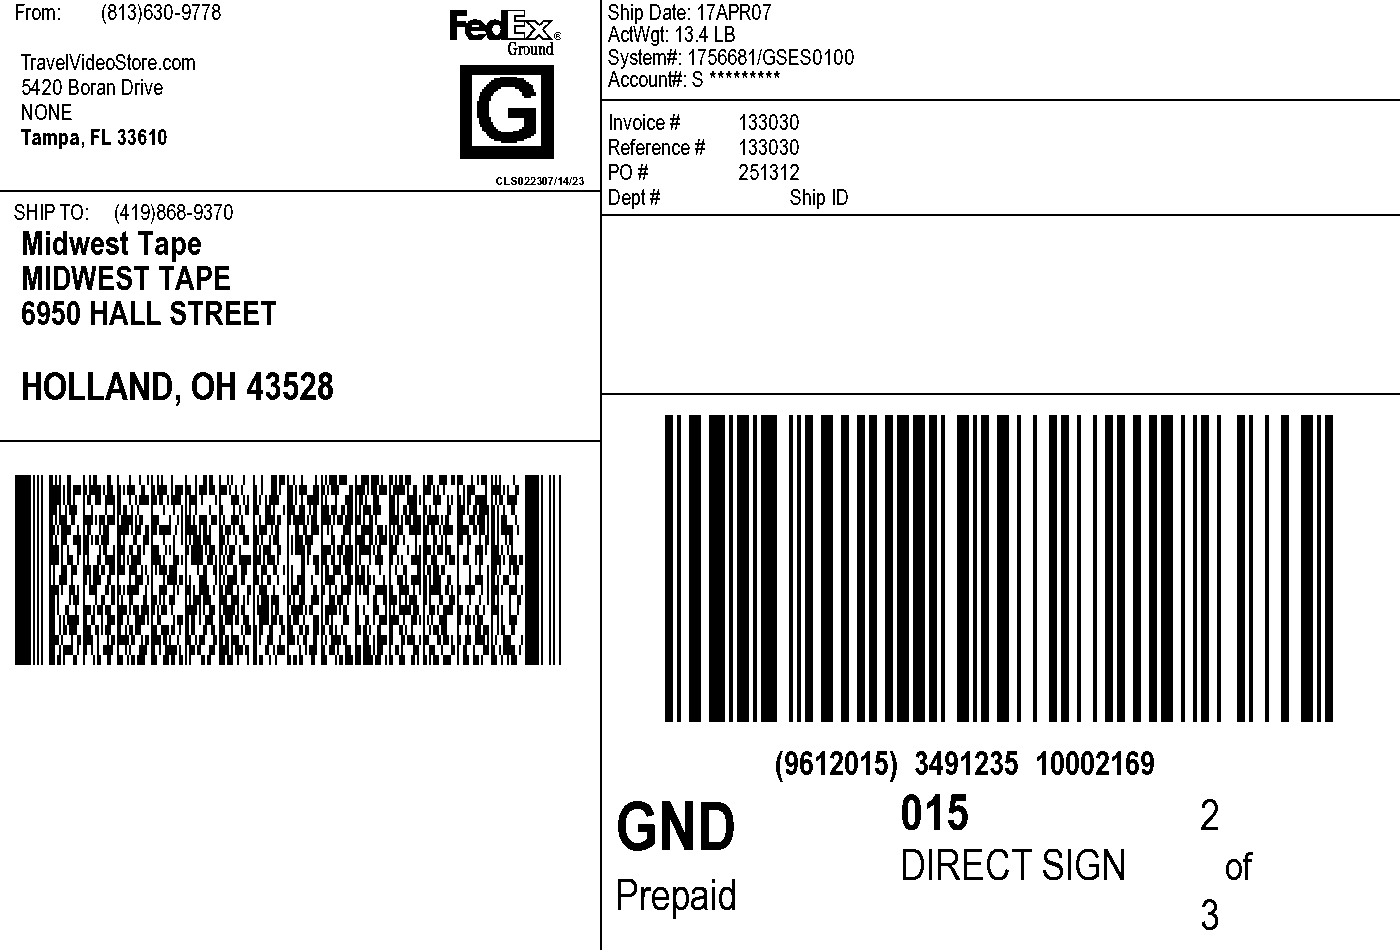 From: (813)630-9778
TravelVideoStore.com
5420 Boran Drive
NONE
Tampa, FL 33610
FedEx®
Ground
G
CLS022307/14/23
SHIP TO: (419)868-9370
Midwest Tape
MIDWEST TAPE
6950 HALL STREET
HOLLAND, OH 43528
Ship Date: 17APR07
ActWgt: 13.4 LB
System#: 1756681/GSES0100
Account#: S *********
Invoice # 133030
Reference # 133030
PO # 251312
Dept # Ship ID
(9612015) 3491235 10002169
GND
Prepaid
015
DIRECT SIGN
2
of
3